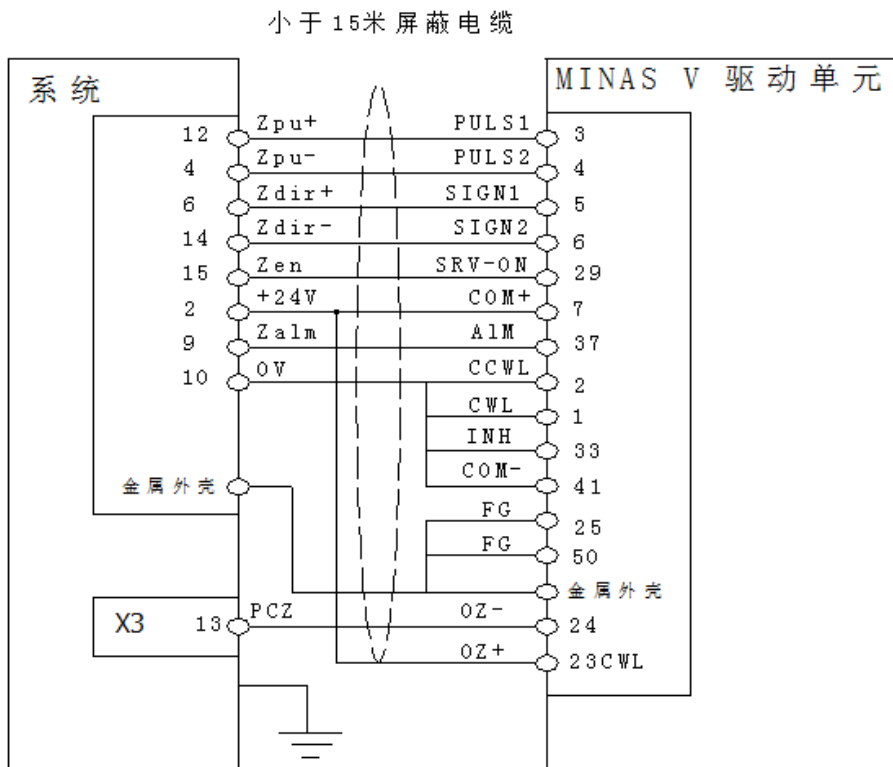 小于15米屏蔽电缆
系统
MINAS V 驱动单元
12 Zpu+ PULS1 3
4 Zpu- PULS2 4
6 Zdir+ SIGN1 5
14 Zdir- SIGN2 6
15 Zen SRV-ON 29
2 +24V COM+ 7
9 Zalm AlM 37
10 0V CCWL 2
CWL 1
INH 33
COM- 41
金属外壳
FG 25
FG 50
金属外壳
X3 13 PCZ OZ- 24
OZ+ 23CWL